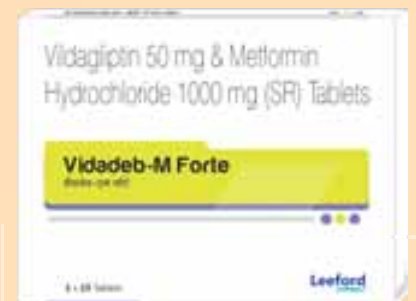 Vildagliptin 50 mg & Metformin
Hydrochloride 1000 mg (SR) Tablets
Vidadeb-M Forte
Leeford